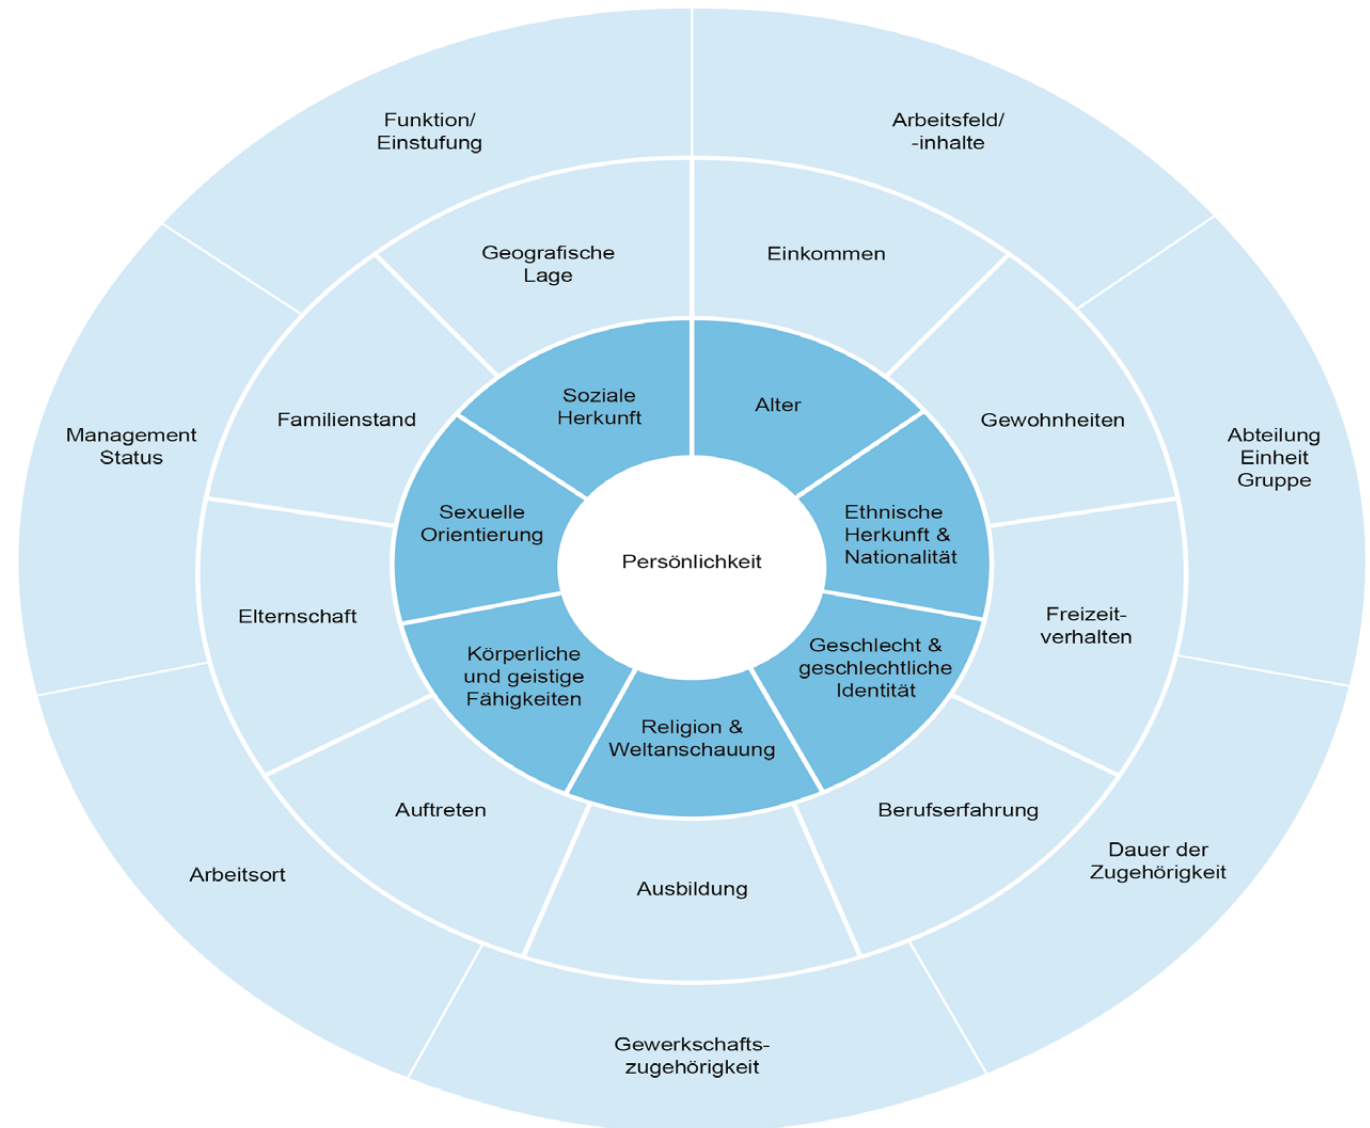 Funktion/
Einstufung
Arbeitsfeld/
-inhalte
Geografische
Lage
Einkommen
Soziale
Herkunft
Alter
Familienstand
Gewohnheiten
Management
Status
Abteilung
Einheit
Gruppe
Sexuelle
Orientierung
Ethnische
Herkunft &
Nationalität
Persönlichkeit
Elternschaft
Freizeit-
verhalten
Körperliche
und geistige
Fähigkeiten
Geschlecht &
geschlechtliche
Identität
Religion &
Weltanschauung
Auftreten
Berufserfahrung
Arbeitsort
Dauer der
Zugehörigkeit
Ausbildung
Gewerkschafts-
zugehörigkeit